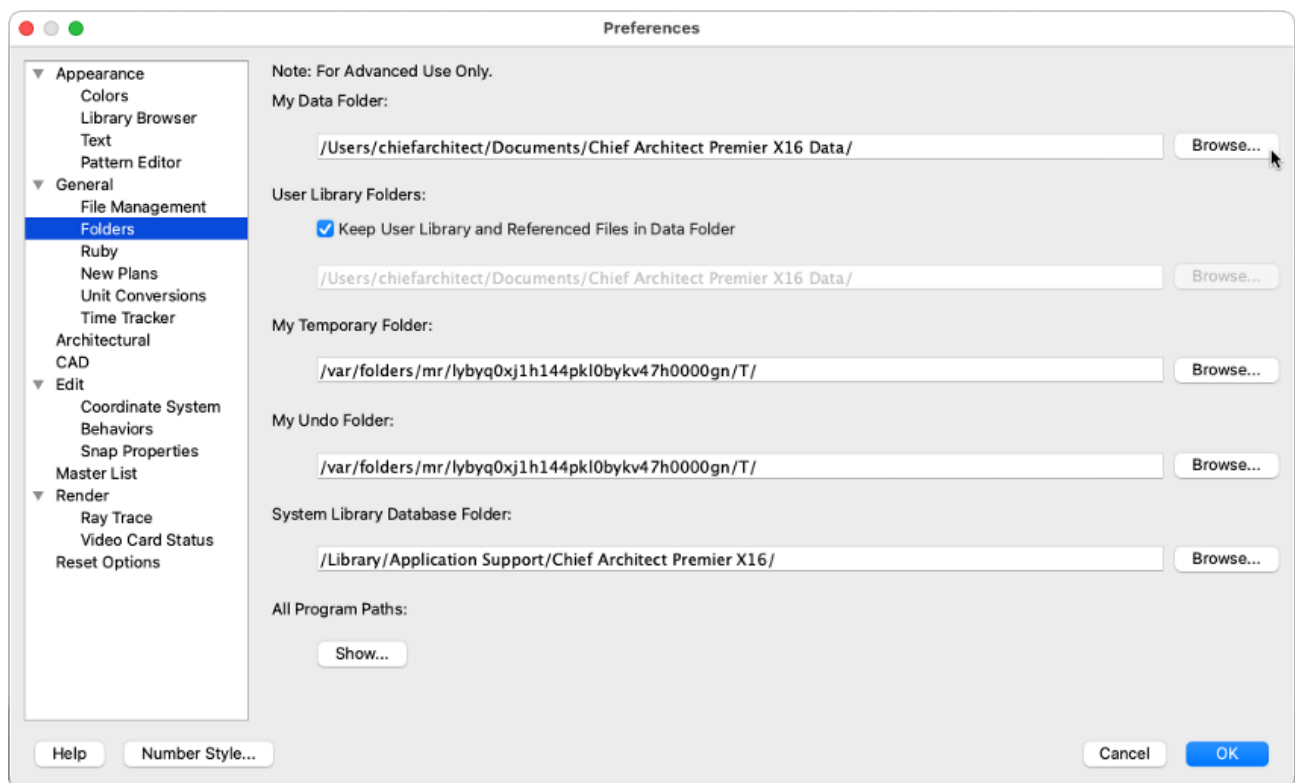 Preferences
Appearance
Colors
Library Browser
Text
Pattern Editor
General
File Management
Folders
Ruby
New Plans
Unit Conversions
Time Tracker
Architectural
CAD
Edit
Coordinate System
Behaviors
Snap Properties
Master List
Render
Ray Trace
Video Card Status
Reset Options
Note: For Advanced Use Only.
My Data Folder:
/Users/chiefarchitect/Documents/Chief Architect Premier X16 Data/ Browse...
User Library Folders:
Keep User Library and Referenced Files in Data Folder
/Users/chiefarchitect/Documents/Chief Architect Premier X16 Data/ Browse...
My Temporary Folder:
/var/folders/mr/lybyq0xj1h144pkl0bykv47h0000gn/T/ Browse...
My Undo Folder:
/var/folders/mr/lybyq0xj1h144pkl0bykv47h0000gn/T/ Browse...
System Library Database Folder:
/Library/Application Support/Chief Architect Premier X16/ Browse...
All Program Paths:
Show...
Help Number Style... Cancel OK